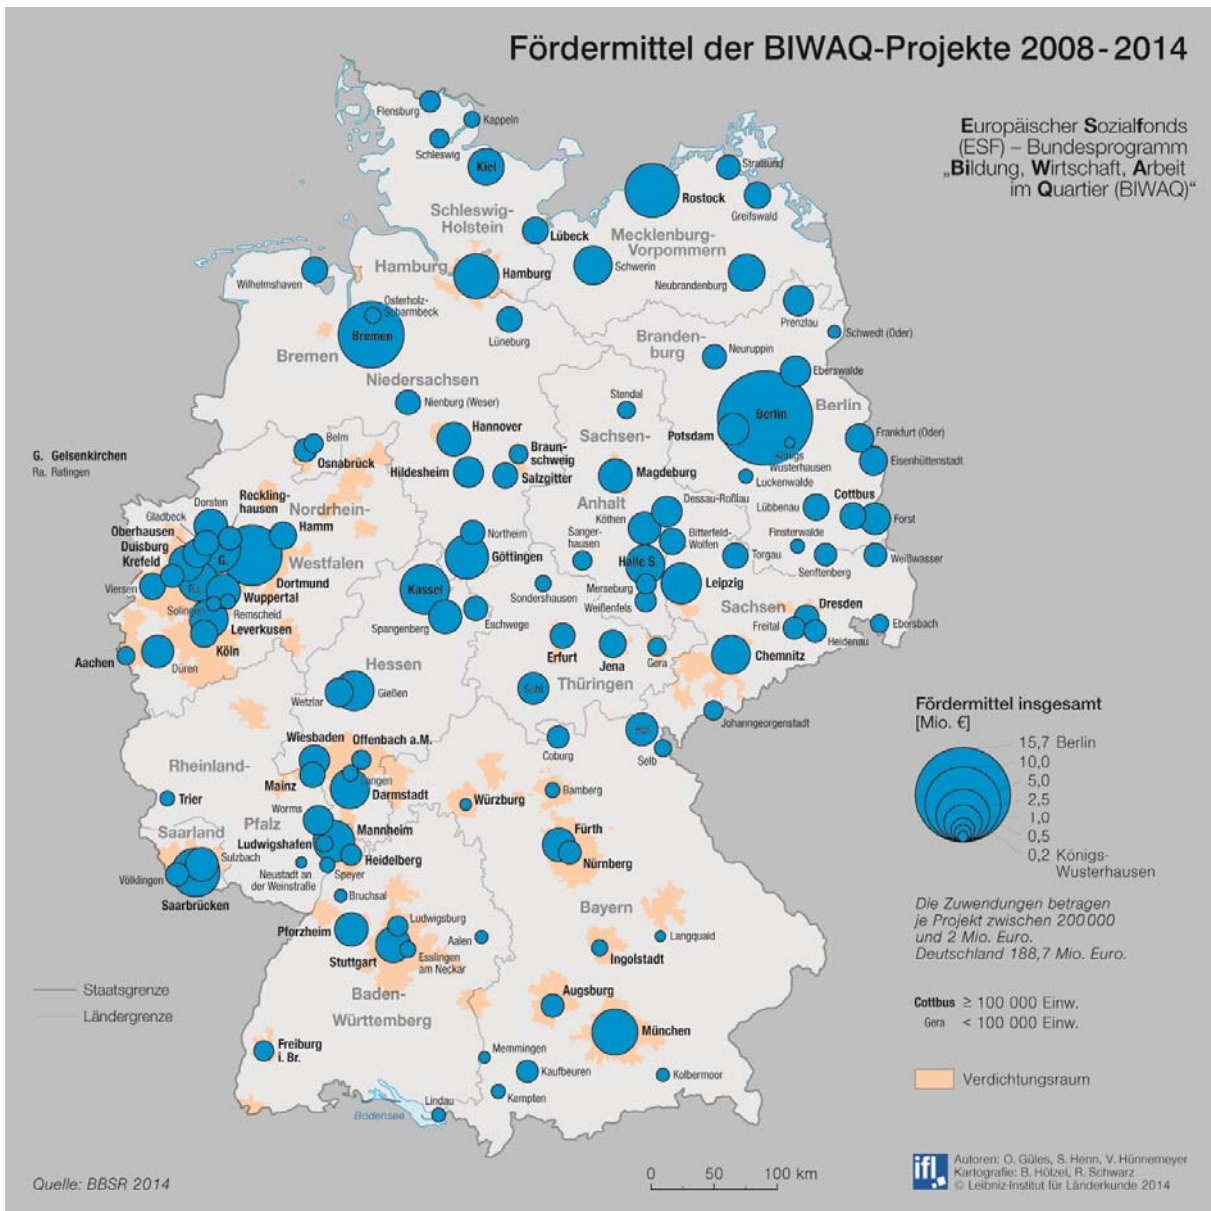 Fördermittel der BIWAQ-Projekte 2008-2014
Europäischer Sozialfonds
(ESF) – Bundesprogramm
„Bildung, Wirtschaft, Arbeit
im Quartier (BIWAQ)“
Flensburg
Kappeln
Schleswig
Kiel
Stralsund
Rostock
Greifswald
Schleswig-
Holstein
Lübeck
Mecklenburg-
Vorpommern
Hamburg
Hamburg
Schwerin
Wilhelmshaven
Neubrandenburg
Osterholz-
Scharmbeck
Prenzlau
Bremen
Lüneburg
Schwedt (Oder)
Branden-
burg
Neuruppin
Bremen
Eberswalde
Niedersachsen
Stendal
Nienburg (Weser)
Berlin
Berlin
Hannover
Sachsen-
Potsdam
Frankfurt (Oder)
Belm
Braun-
schweig
Königs
Wusterhausen
G. Gelsenkirchen
Ra. Ratingen
Osnabrück
Hildesheim
Salzgitter
Magdeburg
Eisenhüttenstadt
Luckenwalde
Reckling-
hausen
Dorsten
Nordrhein-
Anhalt
Dessau-Roßlau
Cottbus
Lübbenau
Gladbeck
Köthen
Forst
Oberhausen
Hamm
Northeim
Sanger-
hausen
Bitterfeld-
Wolfen
Finsterwalde
Duisburg
Göttingen
Krefeld
G.
Westfalen
Halle S.
Torgau
Weißwasser
Senftenberg
Viersen
Ra.
Dortmund
Kassel
Sondershausen
Merseburg
Leipzig
Wuppertal
Weißenfels
Solingen
Remscheid
Spangenberg
Eschwege
Sachsen
Dresden
Leverkusen
Freital
Ebersbach
Heidenau
Köln
Aachen
Düren
Erfurt
Jena
Gera
Chemnitz
Hessen
Thüringen
Wetzlar
Gießen
Suhl
Johanngeorgenstadt
Wiesbaden
Offenbach a.M.
Coburg
Selb
Rheinland-
Mainz
Langen
Darmstadt
Trier
Bamberg
Würzburg
Worms
Saarland
Pfalz
Mannheim
Fürth
Ludwigshafen
Heidelberg
Nürnberg
Sulzbach
Völklingen
Neustadt an
der Weinstraße
Speyer
Saarbrücken
Bruchsal
Bayern
Pforzheim
Ludwigsburg
Aalen
Langquaid
Stuttgart
Esslingen
am Neckar
Ingolstadt
Baden-
Württemberg
Augsburg
München
Freiburg
i. Br.
Memmingen
Kaufbeuren
Kolbermoor
Kempten
Lindau
Bodensee
Fördermittel insgesamt
[Mio. €]
15,7 Berlin
10,0
5,0
2,5
1,0
0,5
0,2 Königs-
Wusterhausen
Die Zuwendungen betragen
je Projekt zwischen 200 000
und 2 Mio. Euro.
Deutschland 188,7 Mio. Euro.
Staatsgrenze
Ländergrenze
Cottbus ≥ 100 000 Einw.
Gera < 100 000 Einw.
Verdichtungsraum
0 50 100 km
Quelle: BBSR 2014
ifl
Autoren: O. Güles, S. Henn, V. Hünnemeyer
Kartografie: B. Hölzel, R. Schwarz
© Leibniz-Institut für Länderkunde 2014